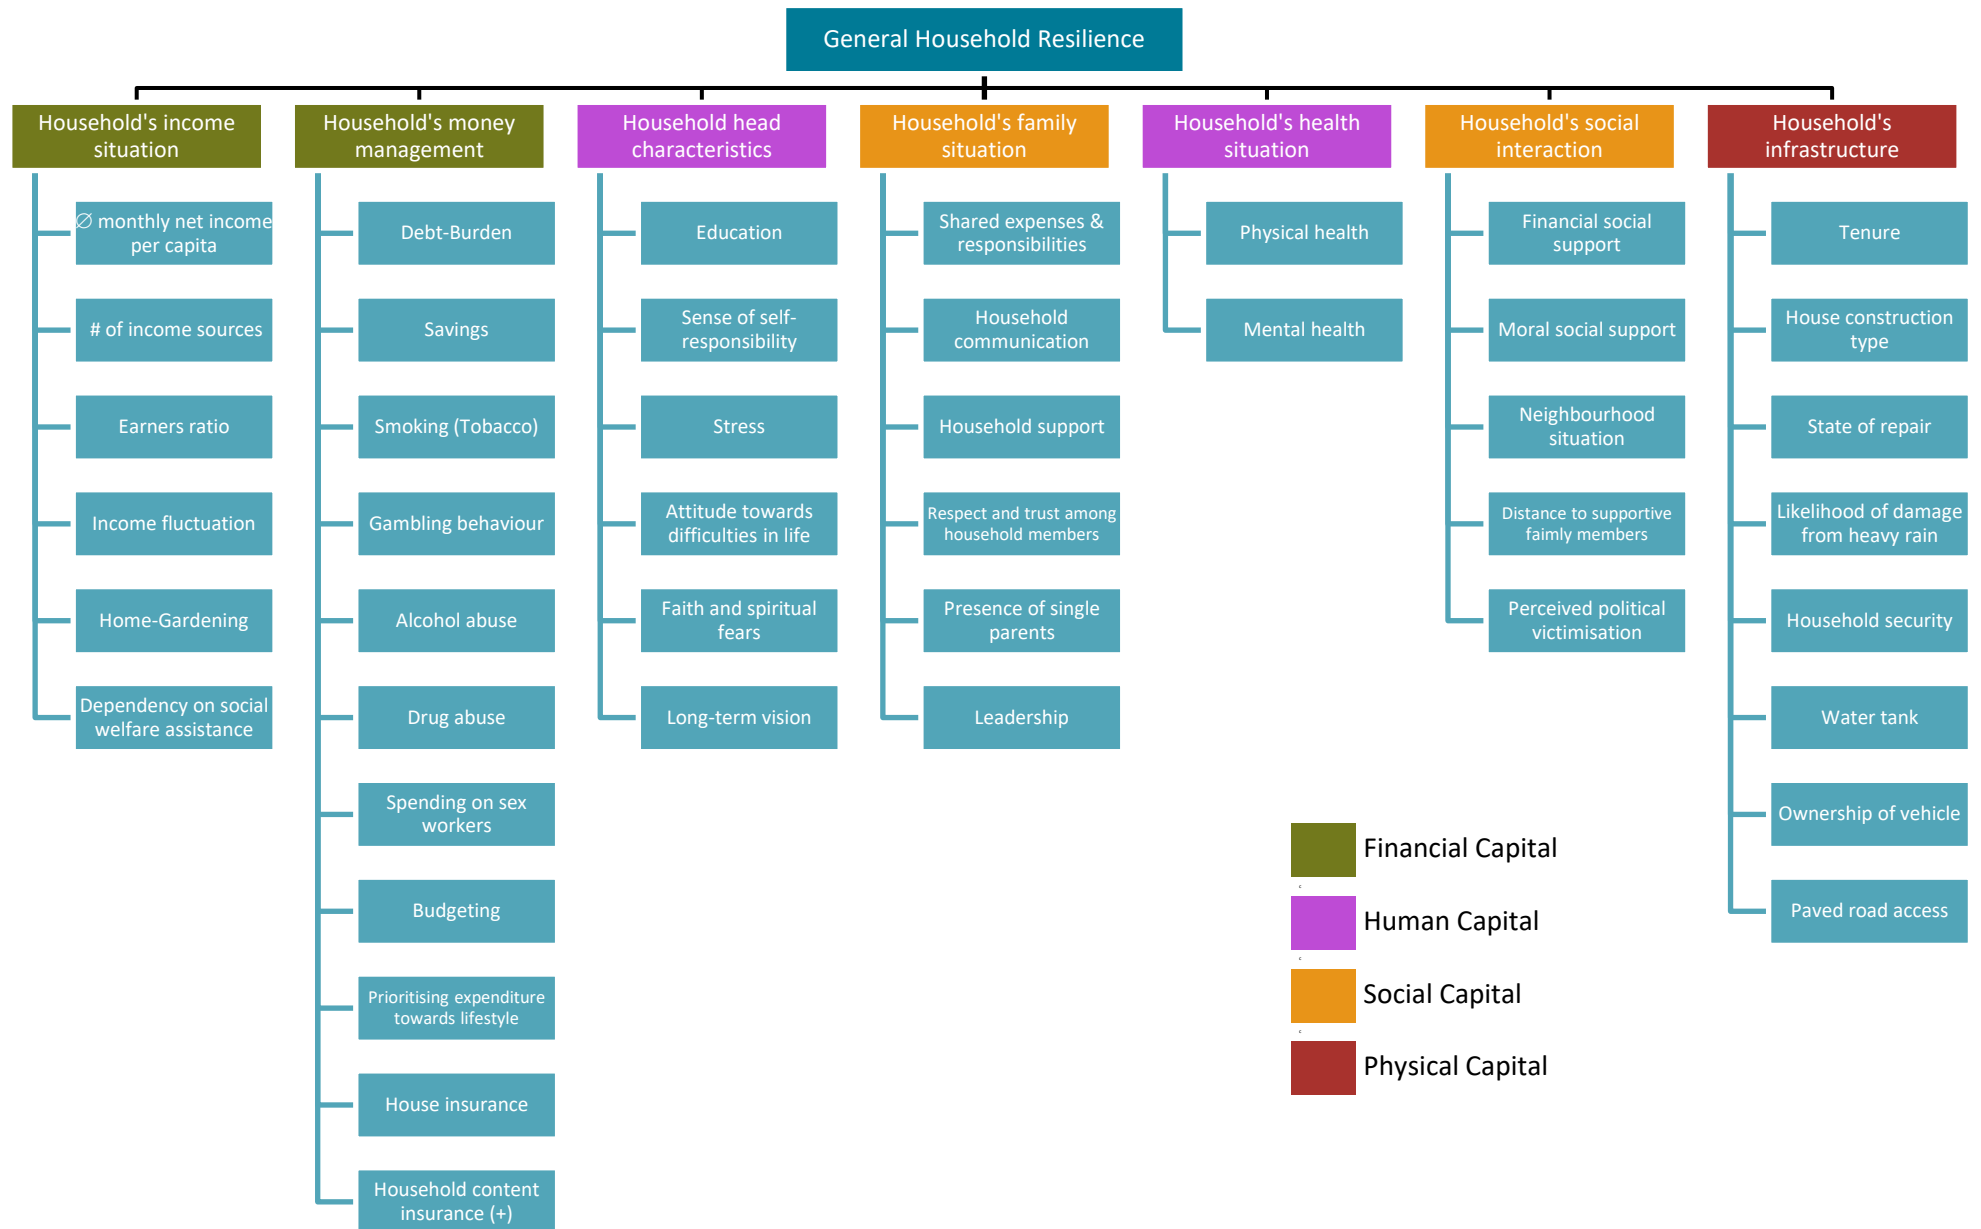 General Household Resilience
Household's income
situation
Household's money
management
Household head
characteristics
Household's family
situation
Household's health
situation
Household's social
interaction
Household's
infrastructure
∅ monthly net income
per capita
# of income sources
Earners ratio
Income fluctuation
Home-Gardening
Dependency on social
welfare assistance
Debt-Burden
Savings
Smoking (Tobacco)
Gambling behaviour
Alcohol abuse
Drug abuse
Spending on sex
workers
Budgeting
Prioritising expenditure
towards lifestyle
House insurance
Household content
insurance (+)
Education
Sense of self-
responsibility
Stress
Attitude towards
difficulties in life
Faith and spiritual
fears
Long-term vision
Shared expenses &
responsibilities
Household
communication
Household support
Respect and trust among
household members
Presence of single
parents
Leadership
Physical health
Mental health
Financial social
support
Moral social support
Neighbourhood
situation
Distance to supportive
faimly members
Perceived political
victimisation
Tenure
House construction
type
State of repair
Likelihood of damage
from heavy rain
Household security
Water tank
Ownership of vehicle
Paved road access
Financial Capital
Human Capital
Social Capital
Physical Capital